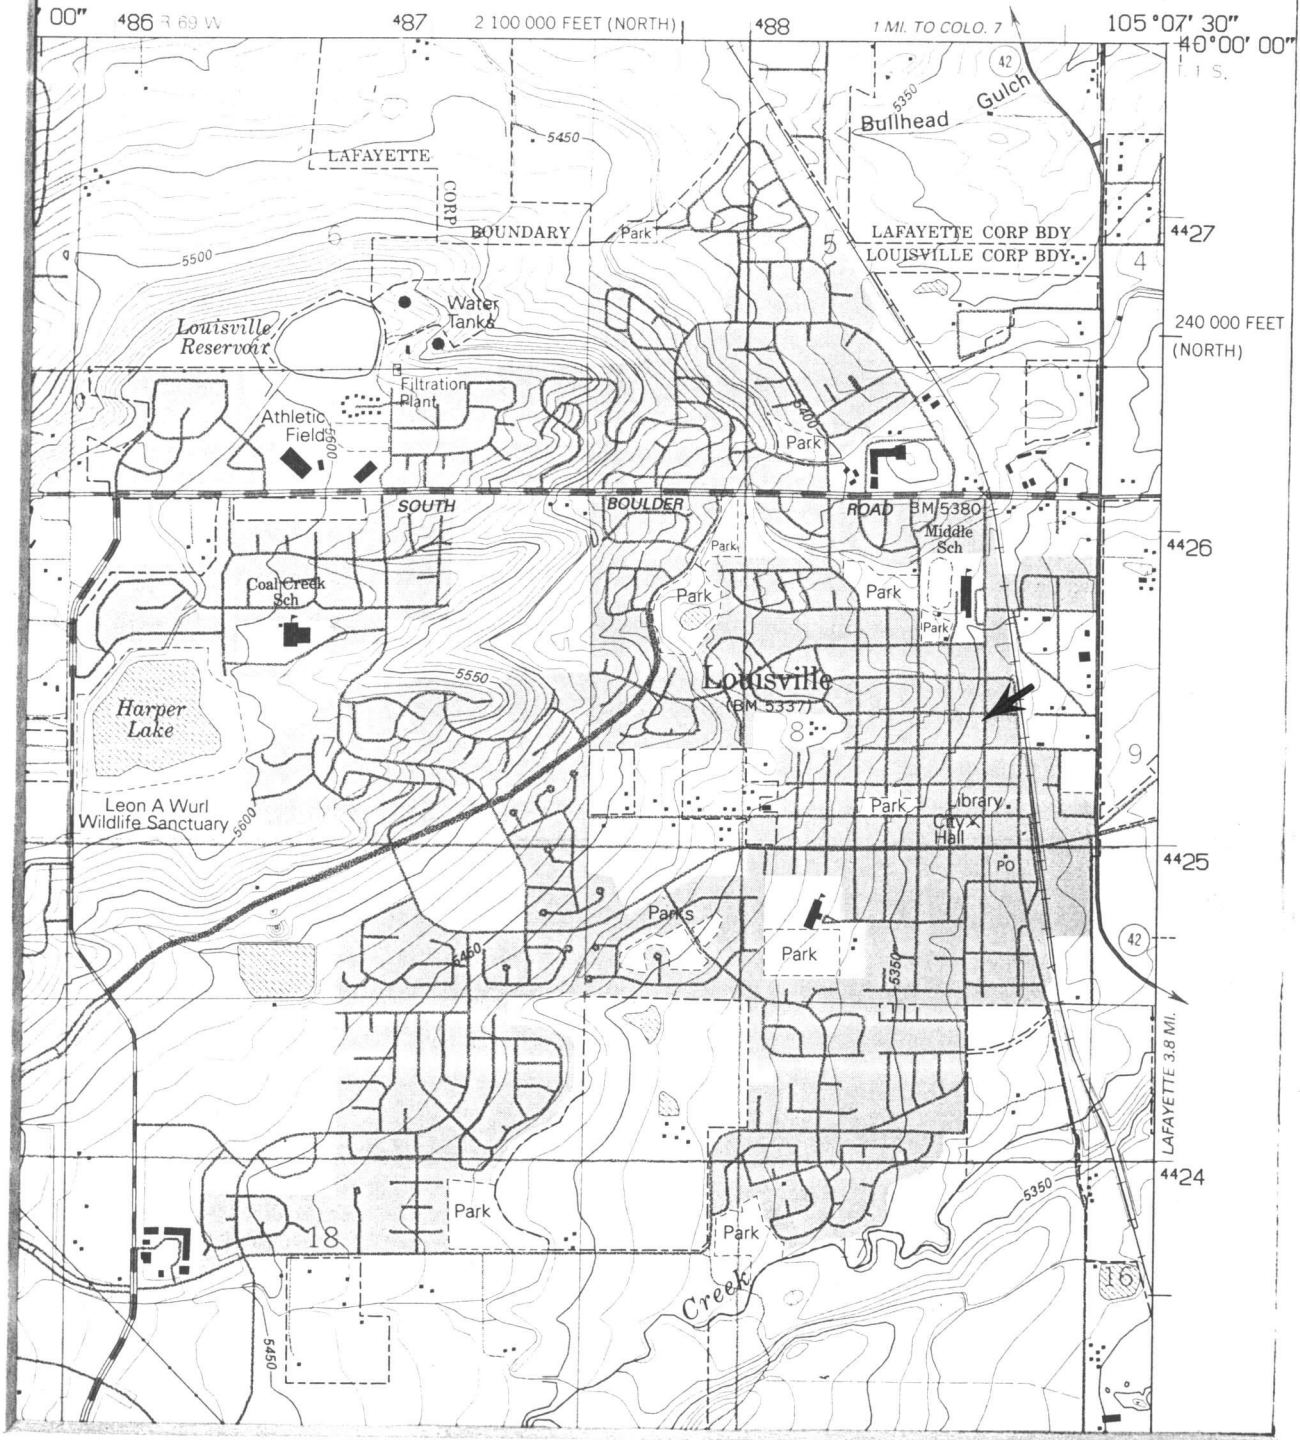 ' 00"
486
R 69 W
487
2 100 000 FEET (NORTH)
488
1 MI. TO COLO. 7
105°07' 30"
40°00' 00"
T. 1 S.
42
Gulch
5350
Bullhead
5450
LAFAYETTE
CORP
BOUNDARY
Park
6
5
LAFAYETTE CORP BDY
LOUISVILLE CORP BDY
4
4427
5500
Water
Tanks
Louisville
Reservoir
240 000 FEET
(NORTH)
Filtration
Plant
Athletic
Field
5600
5400
Park
SOUTH
BOULDER
ROAD
BM 5380
Middle
Sch
Park
4426
Coal Creek
Sch
Park
Park
Park
5550
Louisville
(BM 5337)
8
Harper
Lake
9
Leon A Wurl
Wildlife Sanctuary
5600
Park
Library
City
Hall
4425
PO
Parks
Park
5450
5350
42
LAFAYETTE 3.8 MI.
4424
5350
Park
Park
18
Creek
16
5450